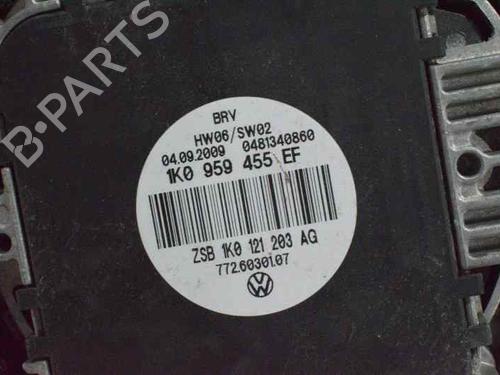 B-PARTS
BRV
HW06/SW02
04.09.2009 0481340860
1K0 959 455 EF
ZSB 1K0 121 203 AG
772.60301.07